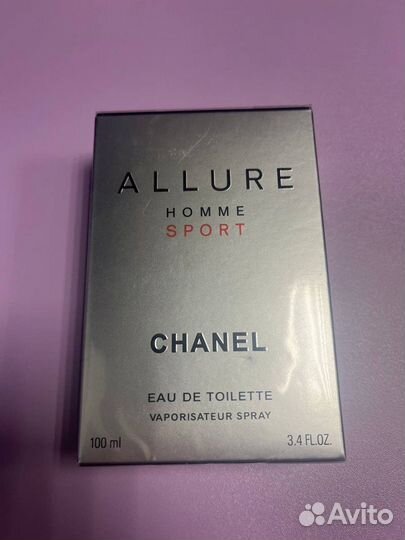 ALLURE
HOMME
SPORT
CHANEL
EAU DE TOILETTE
VAPORISATEUR SPRAY
100 ml 3.4 FL.OZ.
Avito